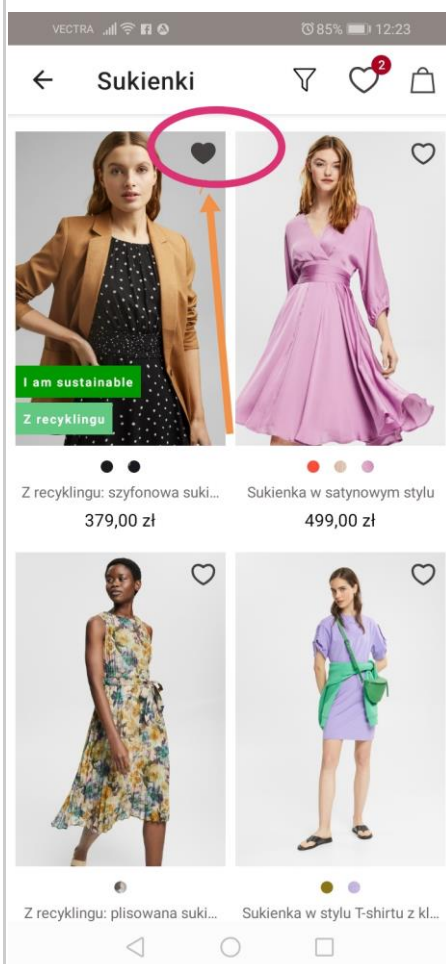 VECTRA 85% 12:23
Sukienki 2
I am sustainable
Z recyklingu
Z recyklingu: szyfonowa suki...
379,00 zł
Sukienka w satynowym stylu
499,00 zł
Z recyklingu: plisowana suki...
Sukienka w stylu T-shirtu z kl...